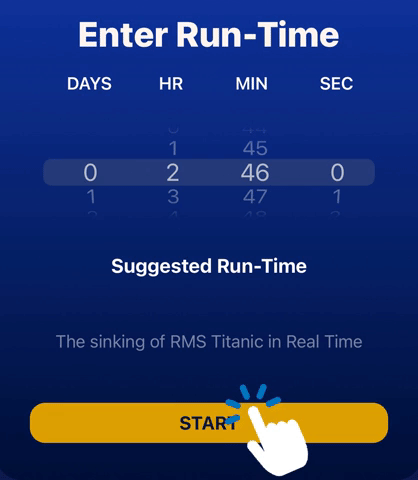 Enter Run-Time
DAYS HR MIN SEC
1 45
0 2 46 0
1 3 47 1
Suggested Run-Time
The sinking of RMS Titanic in Real Time
START